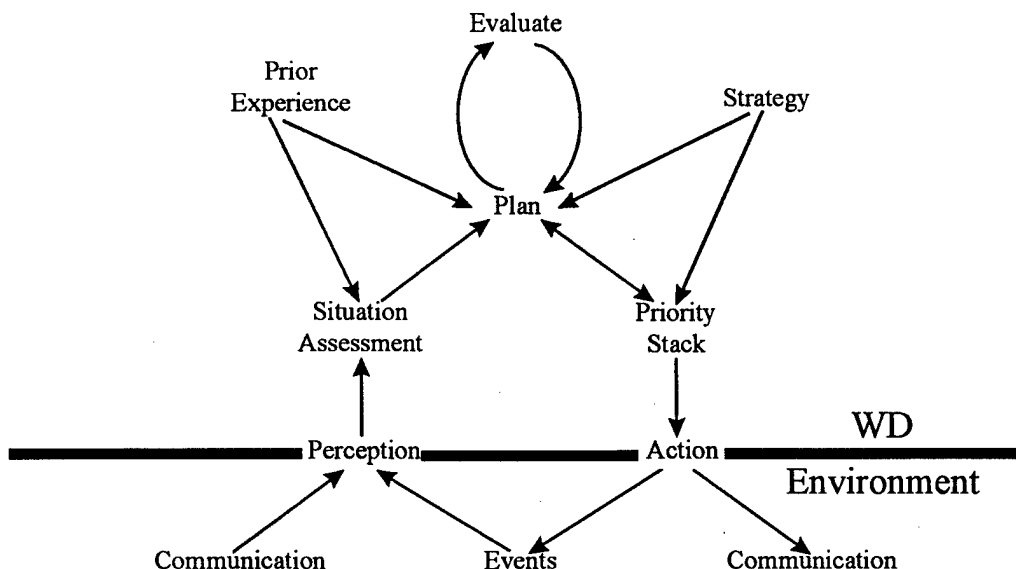 Evaluate
Prior
Experience
Strategy
Plan
Situation
Assessment
Priority
Stack
WD
Perception
Action
Environment
Communication
Events
Communication